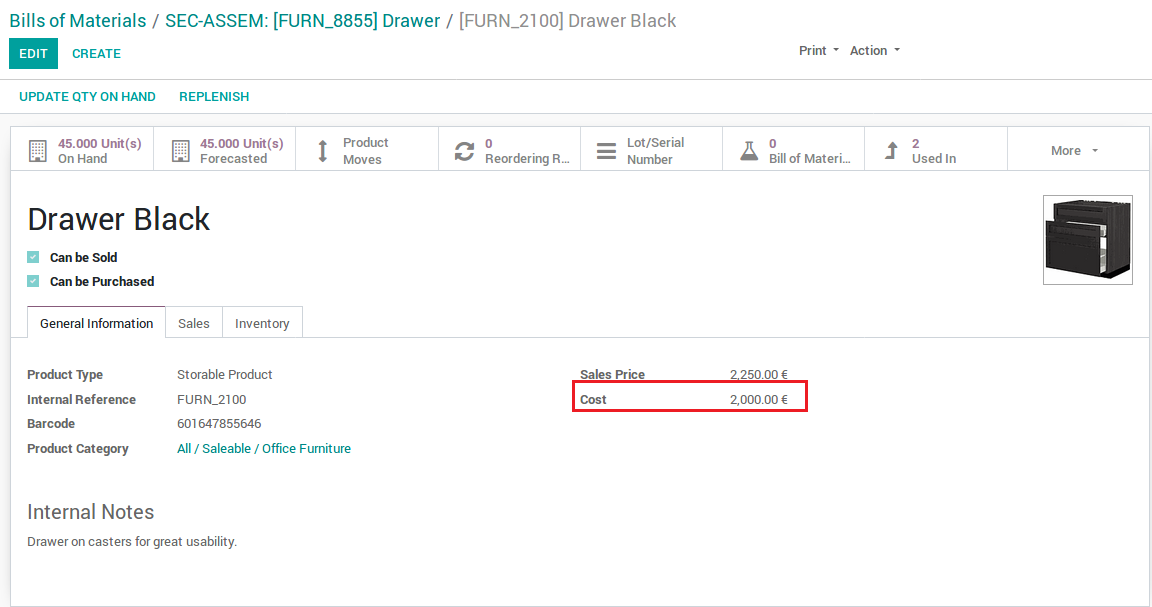 Bills of Materials / SEC-ASSEM: [FURN_8855] Drawer / [FURN_2100] Drawer Black
EDIT CREATE Print Action
UPDATE QTY ON HAND REPLENISH
45.000 Unit(s)
On Hand
45.000 Unit(s)
Forecasted
Product
Moves
0
Reordering R...
Lot/Serial
Number
0
Bill of Materi...
2
Used In
More
Drawer Black
Can be Sold
Can be Purchased
General Information Sales Inventory
Product Type Storable Product Sales Price 2,250.00 €
Internal Reference FURN_2100 Cost 2,000.00 €
Barcode 601647855646
Product Category All / Saleable / Office Furniture
Internal Notes
Drawer on casters for great usability.